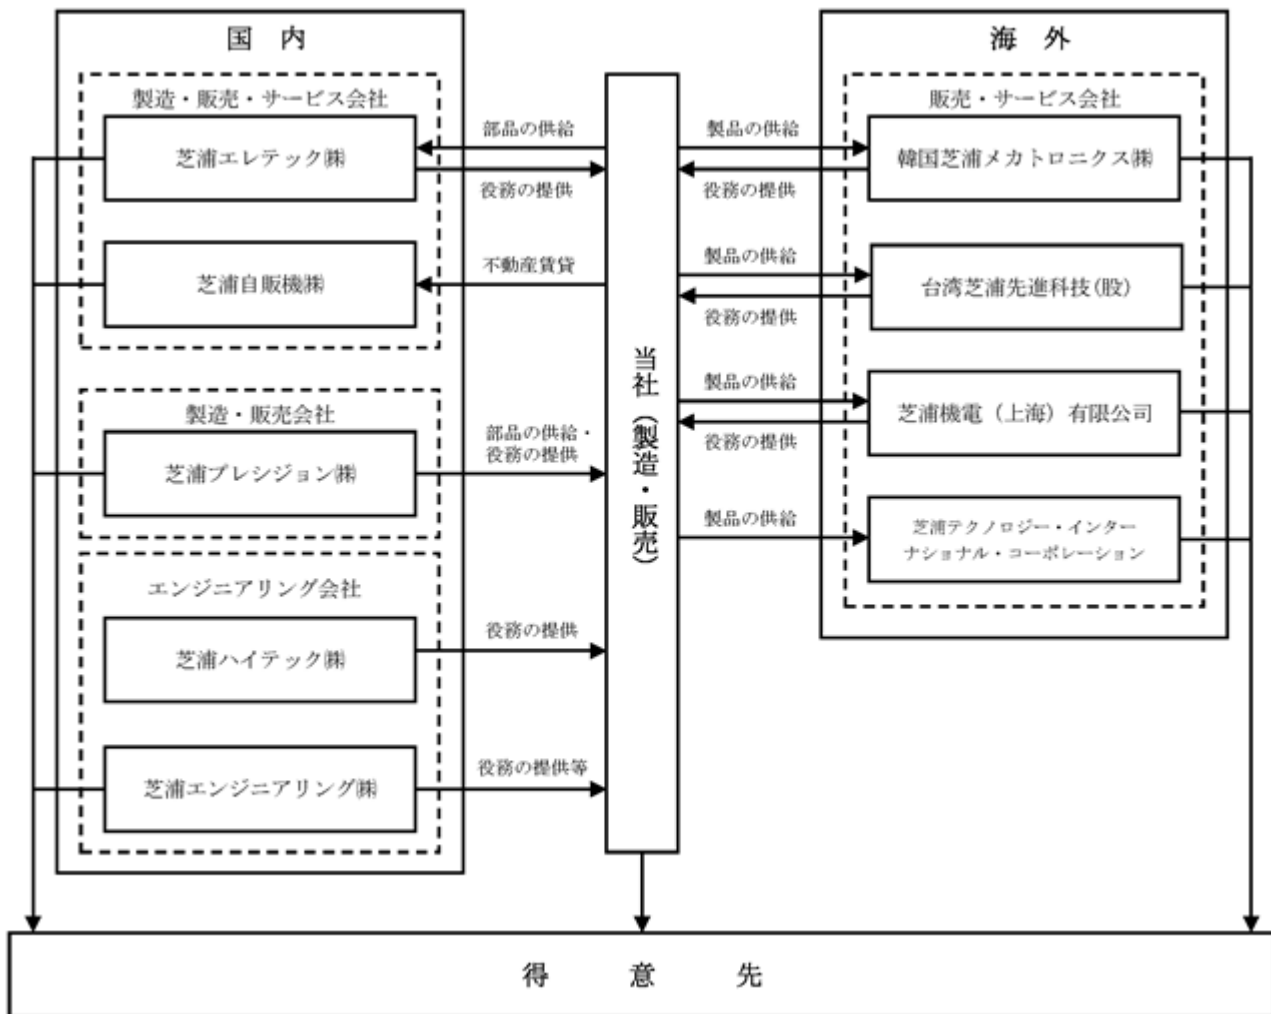 国 内
製造・販売・サービス会社
芝浦エレテック㈱
芝浦自販機㈱
製造・販売会社
芝浦プレシジョン㈱
エンジニアリング会社
芝浦ハイテック㈱
芝浦エンジニアリング㈱
部品の供給
役務の提供
不動産賃貸
部品の供給・
役務の提供
役務の提供
役務の提供等
当社(製造・販売)
製品の供給
役務の提供
製品の供給
役務の提供
製品の供給
役務の提供
製品の供給
海 外
販売・サービス会社
韓国芝浦メカトロニクス㈱
台湾芝浦先進科技(股)
芝浦機電（上海）有限公司
芝浦テクノロジー・インター
ナショナル・コーポレーション
得 意 先